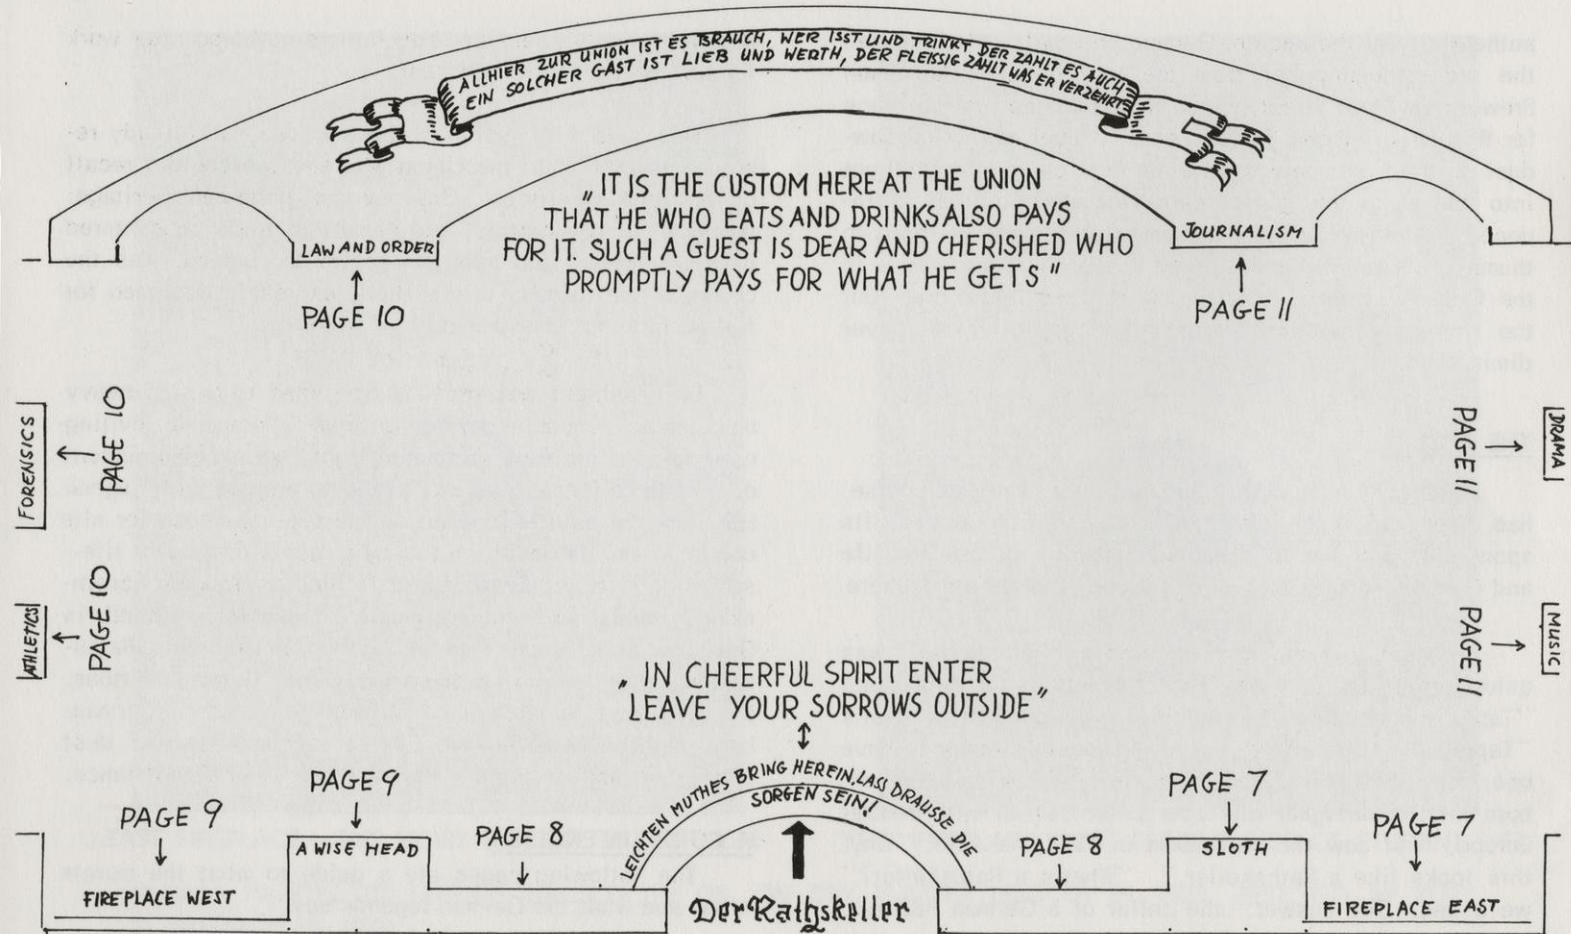 ALLHIER ZUR UNION IST ES BRAUCH, WER ISST UND TRINKT DER ZAHLT ES AUCH
EIN SOLCHER GAST IST LIEB UND WERTH, DER FLEISSIG ZAHLT WAS ER VERZEHRT
„IT IS THE CUSTOM HERE AT THE UNION
THAT HE WHO EATS AND DRINKS ALSO PAYS
FOR IT. SUCH A GUEST IS DEAR AND CHERISHED WHO
PROMPTLY PAYS FOR WHAT HE GETS"
LAW AND ORDER
PAGE 10
JOURNALISM
PAGE 11
FORENSICS
PAGE 10
DRAMA
PAGE 11
ATHLETICS
PAGE 10
MUSIC
PAGE 11
„IN CHEERFUL SPIRIT ENTER
LEAVE YOUR SORROWS OUTSIDE"
LEICHTEN MUTHES BRING HEREIN, LASS DRAUSSE DIE
SORGEN SEIN!
PAGE 9
FIREPLACE WEST
PAGE 9
A WISE HEAD
PAGE 8
Der Rathskeller
PAGE 8
PAGE 7
SLOTH
PAGE 7
FIREPLACE EAST